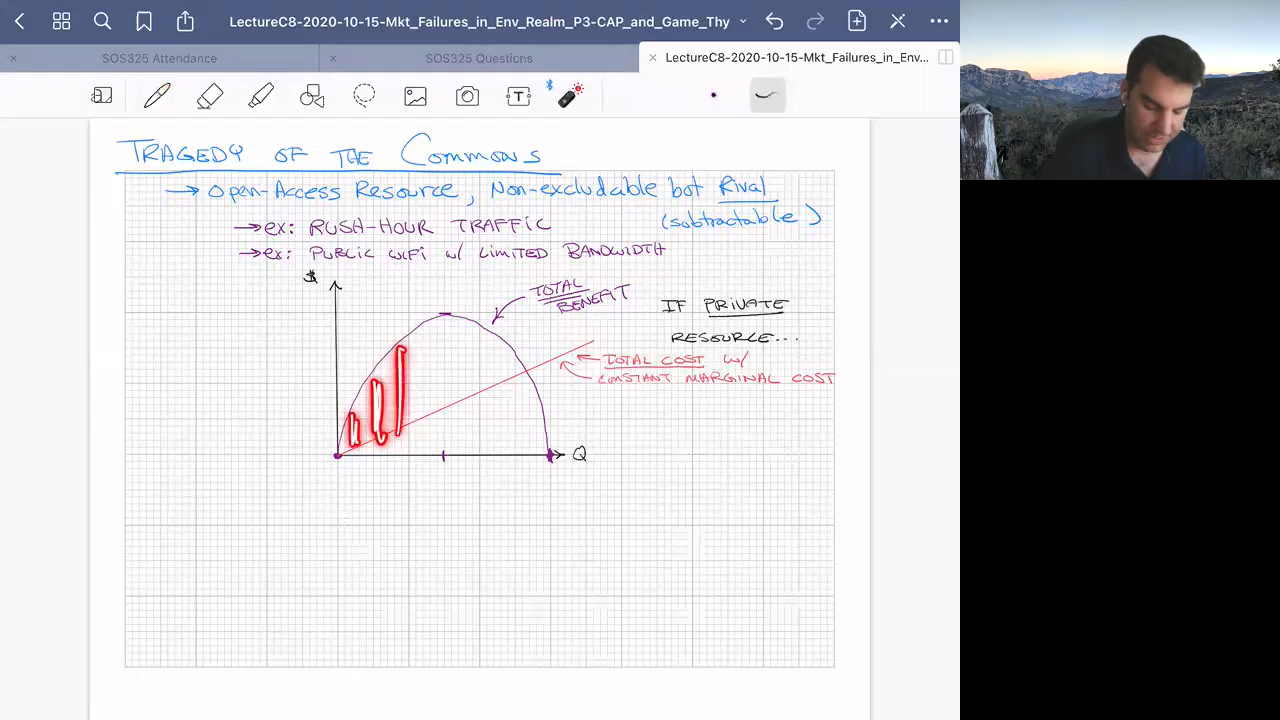 LectureC8-2020-10-15-Mkt_Failures_in_Env_Realm_P3-CAP_and_Game_Thy
SOS325 Attendance
SOS325 Questions
LectureC8-2020-10-15-Mkt_Failures_in_Env...
TRAGEDY OF THE COMMONS
→ Open-Access Resource, Non-excludable bot Rival
(subtractable)
→ ex: RUSH-HOUR TRAFFIC
→ ex: PUBLIC WIFI w/ LIMITED BANDWIDTH
$
TOTAL
BENEFIT
IF PRIVATE
RESOURCE...
TOTAL COST w/
CONSTANT MARGINAL COST
Q